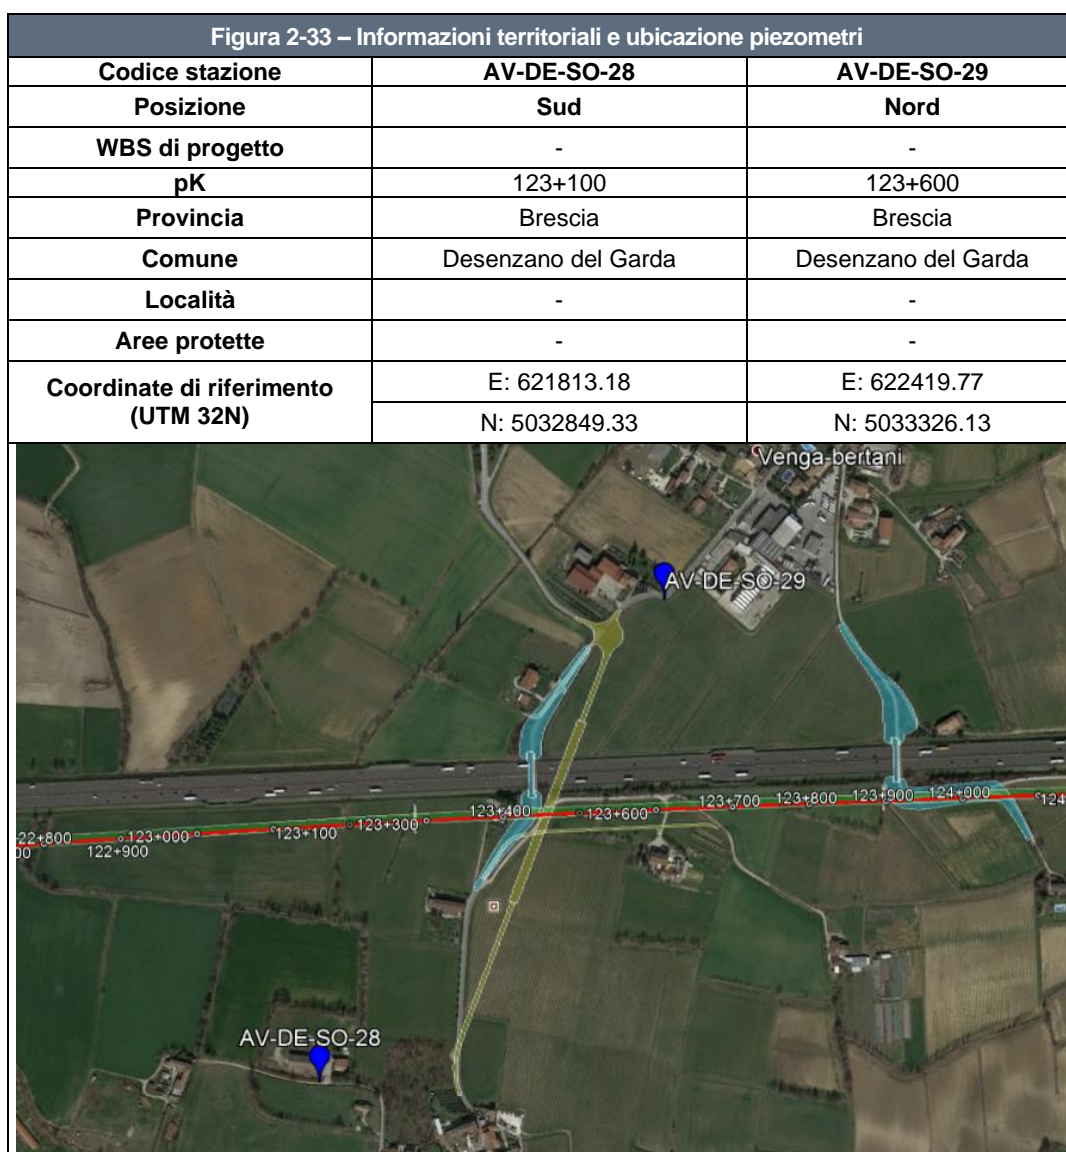 Figura 2-33 – Informazioni territoriali e ubicazione piezometri
Codice stazione AV-DE-SO-28 AV-DE-SO-29
Posizione Sud Nord
WBS di progetto - -
pK 123+100 123+600
Provincia Brescia Brescia
Comune Desenzano del Garda Desenzano del Garda
Località - -
Aree protette - -
Coordinate di riferimento (UTM 32N) E: 621813.18 E: 622419.77
N: 5032849.33 N: 5033326.13
Venga-bertani
AV-DE-SO-29
123+400 123+600 123+700 123+800 123+900 124+000
22+800 123+000 123+100 123+300
122+900
AV-DE-SO-28